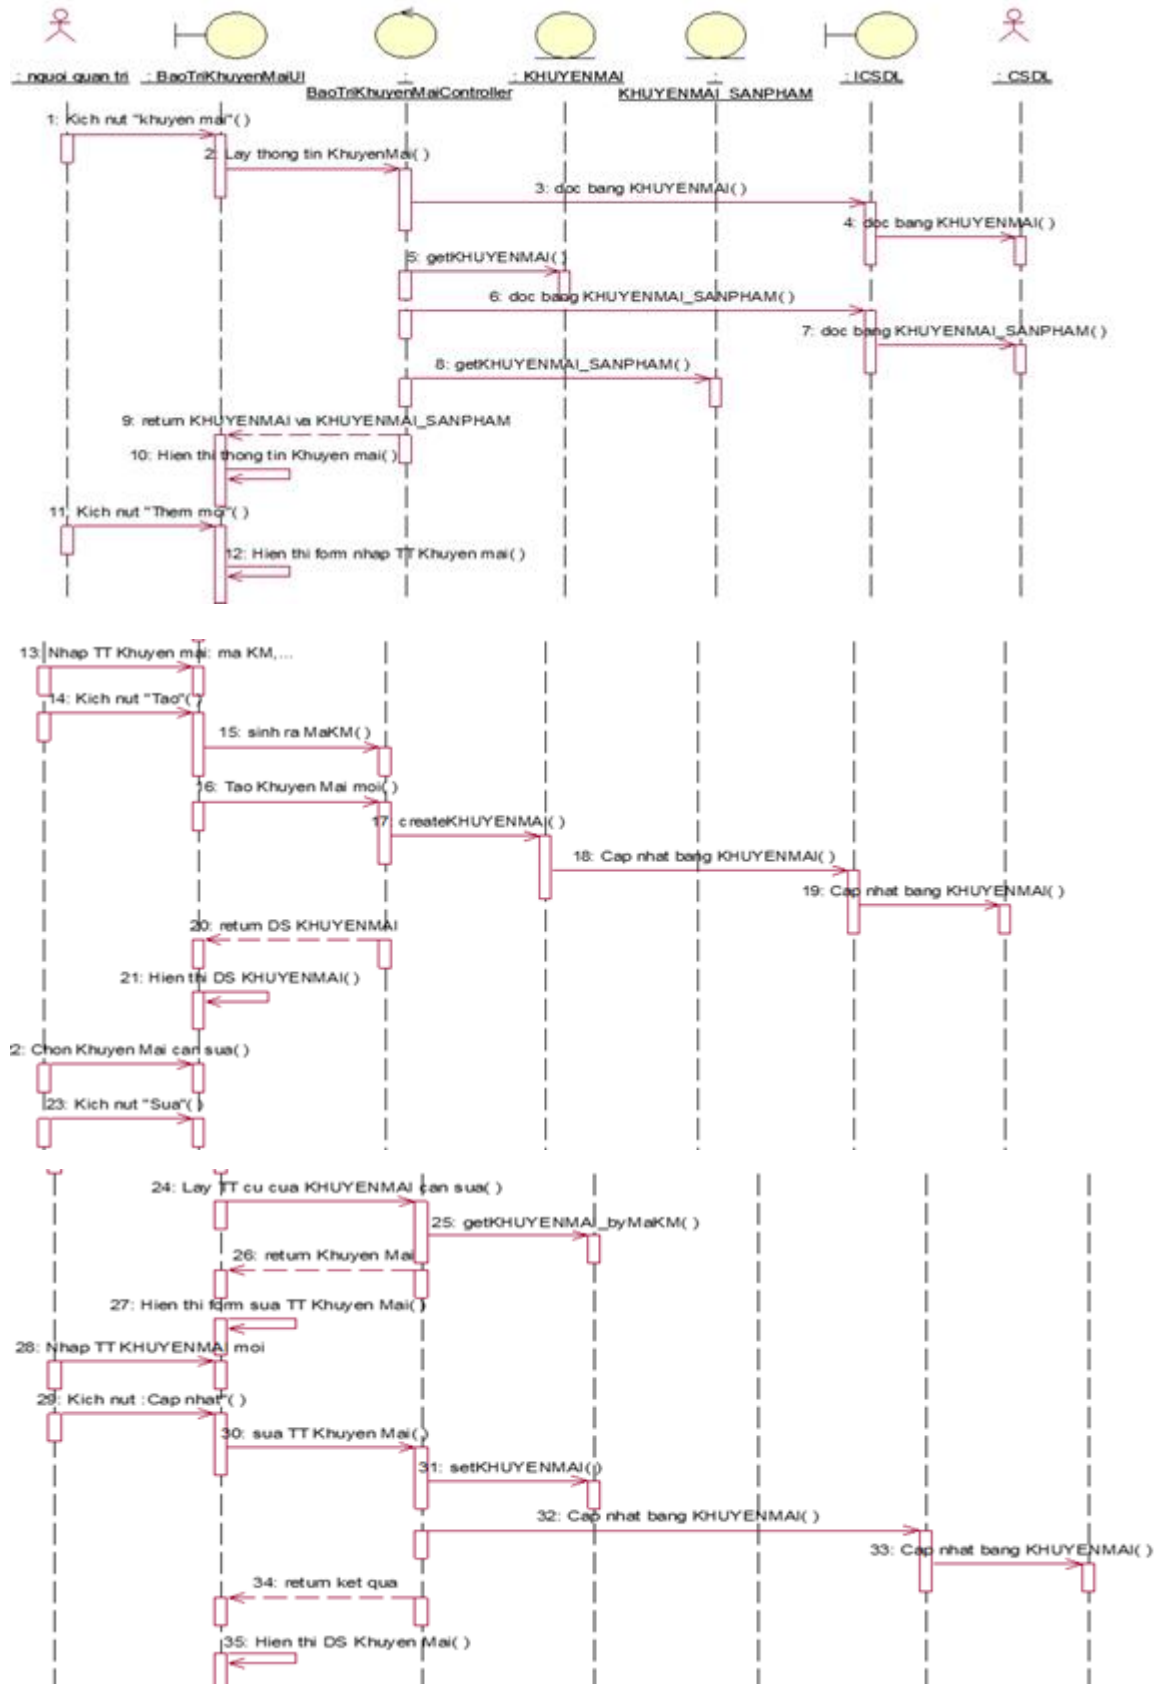 : nguoi quan tri
: BaoTriKhuyenMaiUI
:
BaoTriKhuyenMaiController
: KHUYENMAI
:
KHUYENMAI_SANPHAM
: ICSDL
: CSDL
1: Kich nut "khuyen mai"( )
2: Lay thong tin KhuyenMai( )
3: doc bang KHUYENMAI( )
4: doc bang KHUYENMAI( )
5: getKHUYENMAI( )
6: doc bang KHUYENMAI_SANPHAM( )
7: doc bang KHUYENMAI_SANPHAM( )
8: getKHUYENMAI_SANPHAM( )
9: return KHUYENMAI va KHUYENMAI_SANPHAM
10: Hien thi thong tin Khuyen mai( )
11: Kich nut "Them moi"( )
12: Hien thi form nhap TT Khuyen mai( )
13: Nhap TT Khuyen mai: ma KM,...
14: Kich nut "Tao"( )
15: sinh ra MaKM( )
16: Tao Khuyen Mai moi( )
17: createKHUYENMAI( )
18: Cap nhat bang KHUYENMAI( )
19: Cap nhat bang KHUYENMAI( )
20: return DS KHUYENMAI
21: Hien thi DS KHUYENMAI( )
2: Chon Khuyen Mai can sua( )
23: Kich nut "Sua"( )
24: Lay TT cu cua KHUYENMAI can sua( )
25: getKHUYENMAI_byMaKM( )
26: return Khuyen Mai
27: Hien thi form sua TT Khuyen Mai( )
28: Nhap TT KHUYENMAI moi
29: Kich nut :Cap nhat"( )
30: sua TT Khuyen Mai( )
31: setKHUYENMAI( )
32: Cap nhat bang KHUYENMAI( )
33: Cap nhat bang KHUYENMAI( )
34: return ket qua
35: Hien thi DS Khuyen Mai( )